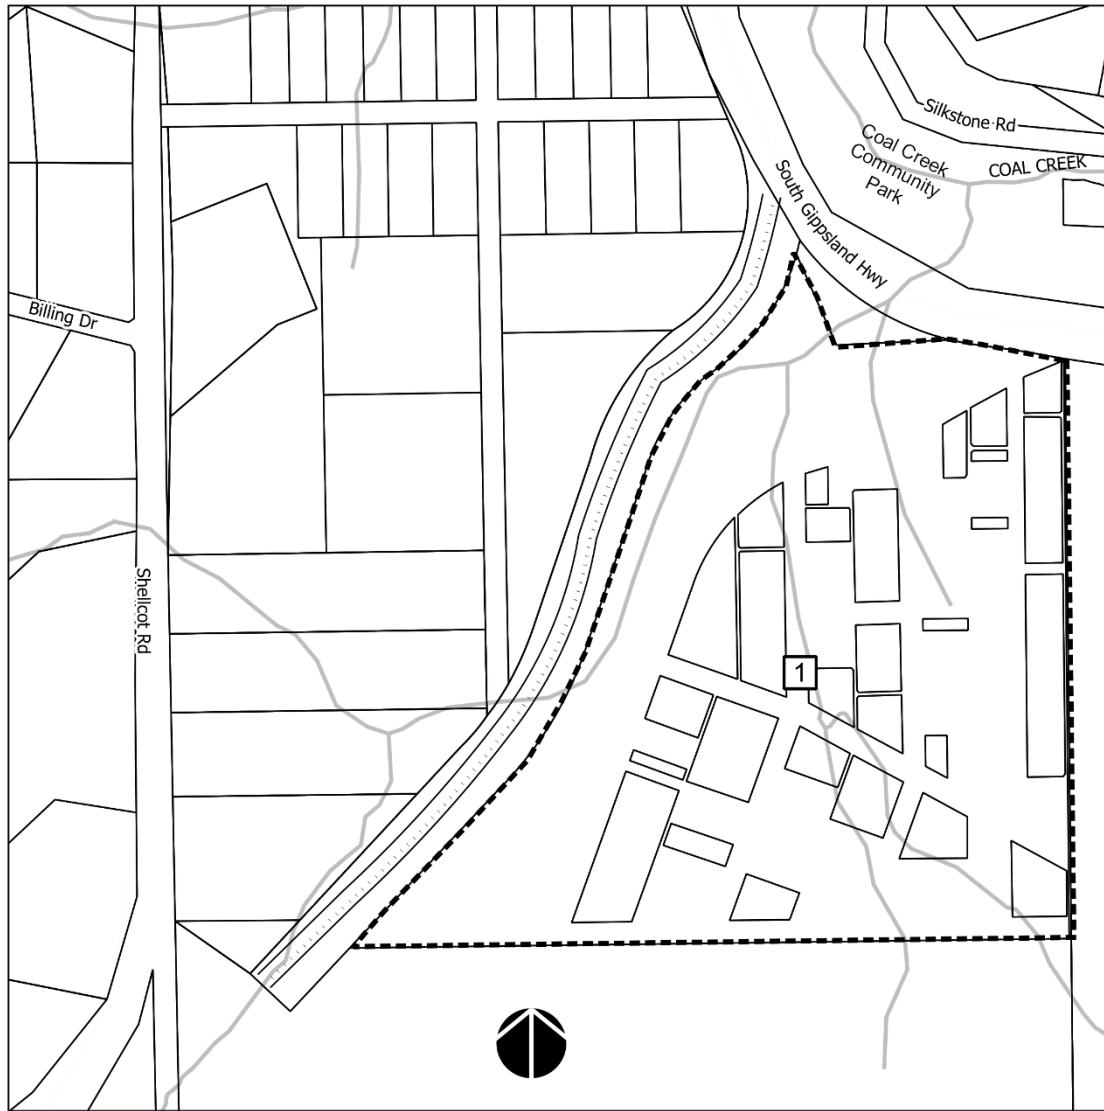 Silkstone Rd
Coal Creek
Community
Park
COAL CREEK
South Gippsland Hwy
Billing Dr
Shellcot Rd
1